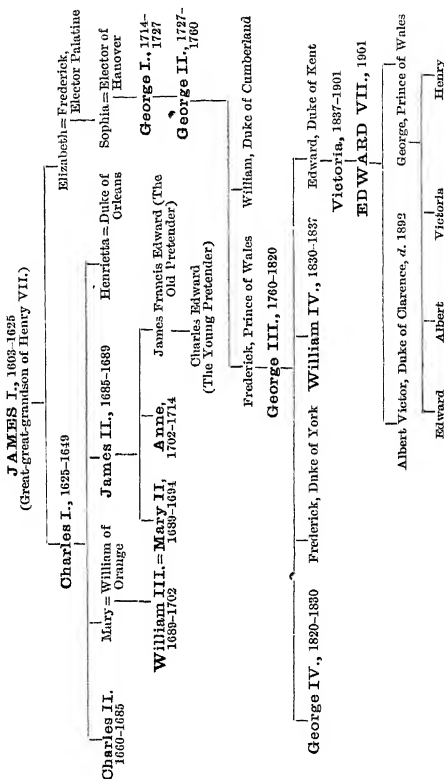 JAMES I., 1603–1625
(Great-great-grandson of Henry VII.)
Charles I., 1625–1649
Elizabeth = Frederick,
Elector Palatine
Charles II.
1660–1685
Mary = William of
Orange
James II., 1685–1689
Henrietta = Duke of
Orleans
Sophia = Elector of
Hanover
William III. = Mary II,
1689–1702 1689–1694
Anne,
1702–1714
James Francis Edward (The
Old Pretender)
George I., 1714–
1727
Charles Edward
(The Young Pretender)
George II., 1727–
1760
Frederick, Prince of Wales
William, Duke of Cumberland
George III., 1760–1820
George IV., 1820–1830
Frederick, Duke of York
William IV., 1830–1837
Edward, Duke of Kent
Victoria, 1837–1901
EDWARD VII., 1901
Albert Victor, Duke of Clarence, d. 1892
George, Prince of Wales
Edward
Albert
Victoria
Henry